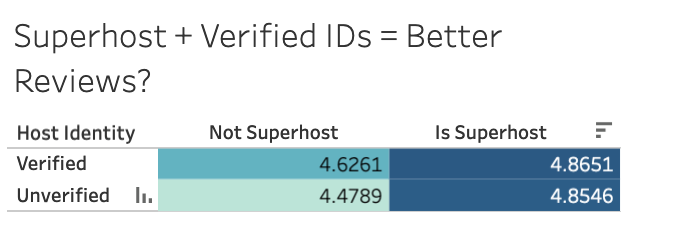 Superhost + Verified IDs = Better
Reviews?
Host Identity Not Superhost Is Superhost
Verified 4.6261 4.8651
Unverified 4.4789 4.8546